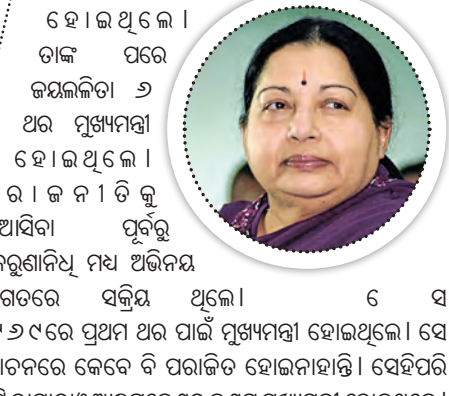 ହୋଇଥିଲେ।
ତାଙ୍କ ପରେ
ଜୟଲଳିତା ୬
ଥର ମୁଖ୍ୟମନ୍ତ୍ରୀ
ହୋଇଥିଲେ।
ରାଜନୀତିକୁ
ଆସିବା ପୂର୍ବରୁ
କରୁଣାନିଧି ମଧ୍ୟ ଅଭିନୟ
ଜଗତରେ ସକ୍ରିୟ ଥିଲେ। ସେ
୧୯୬୯ରେ ପ୍ରଥମ ଥର ପାଇଁ ମୁଖ୍ୟମନ୍ତ୍ରୀ ହୋଇଥିଲେ। ସେ
କେବେ ବି ପରାଜିତ ହୋଇନାହାନ୍ତି। ସେହିପରି